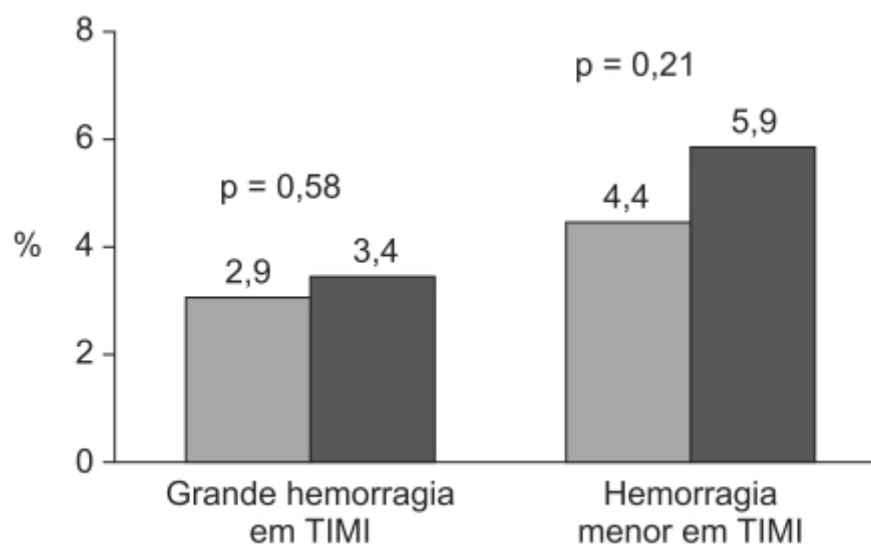 8
p = 0,21
6
5,9
p = 0,58
4,4
%
4
2,9
3,4
2
0
Grande hemorragia
em TIMI
Hemorragia
menor em TIMI